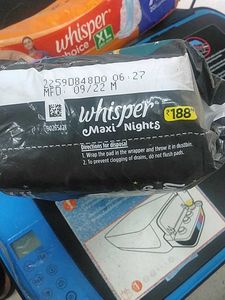 whisper
choice XL
2259084800 06:27
MFD. 09/22 M
whisper
Maxi Nights
₹188
Directions for disposal
1. Wrap the pad in the wrapper and throw it in dustbin.
2. To prevent clogging of drains, do not flush pads.